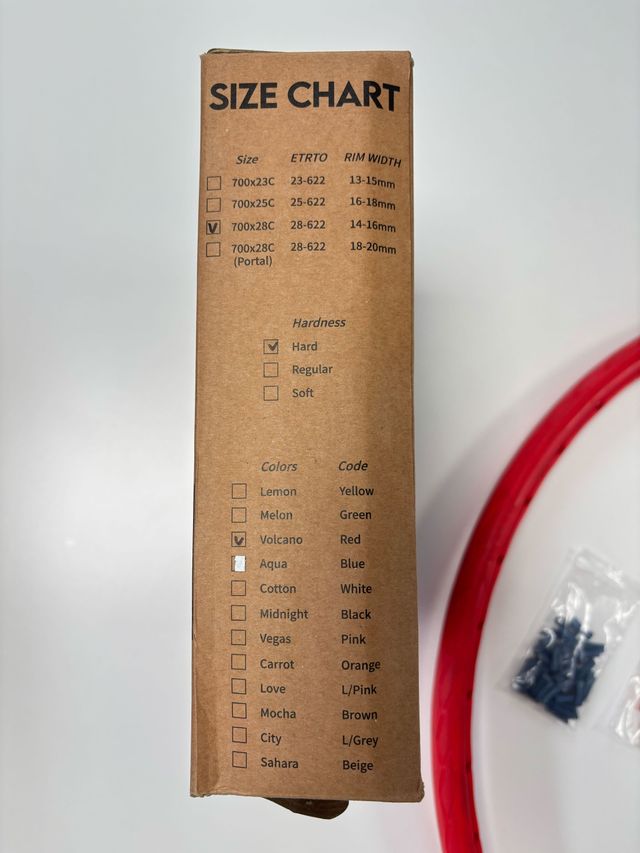 SIZE CHART
Size ETRTO RIM WIDTH
700x23C 23-622 13-15mm
700x25C 25-622 16-18mm
700x28C 28-622 14-16mm
700x28C 28-622 18-20mm
(Portal)
Hardness
Hard
Regular
Soft
Colors Code
Lemon Yellow
Melon Green
Volcano Red
Aqua Blue
Cotton White
Midnight Black
Vegas Pink
Carrot Orange
Love L/Pink
Mocha Brown
City L/Grey
Sahara Beige